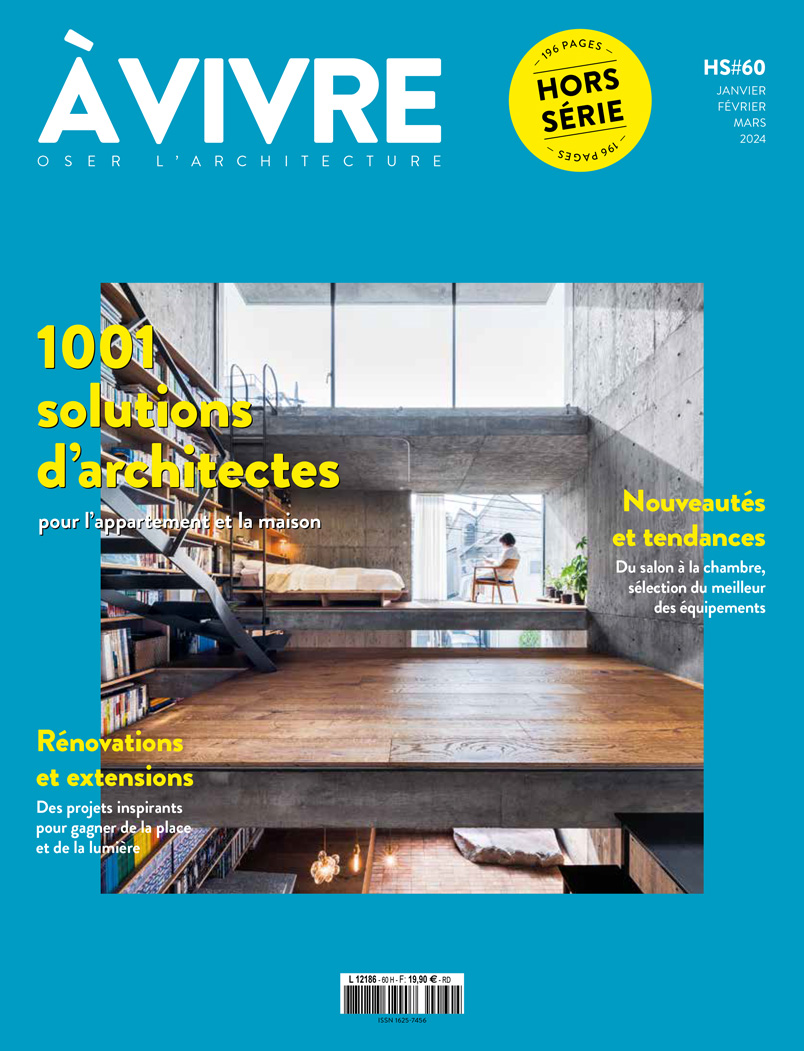 À VIVRE
OSER L'ARCHITECTURE
196 PAGES
HORS
SÉRIE
196 PAGES
HS#60
JANVIER
FÉVRIER
MARS
2024
1001
solutions
d'architectes
pour l'appartement et la maison
Nouveautés
et tendances
Du salon à la chambre,
sélection du meilleur
des équipements
Rénovations
et extensions
Des projets inspirants
pour gagner de la place
et de la lumière
L 12186 - 60 H - F: 19,90 € - RD
ISSN 1625-7456